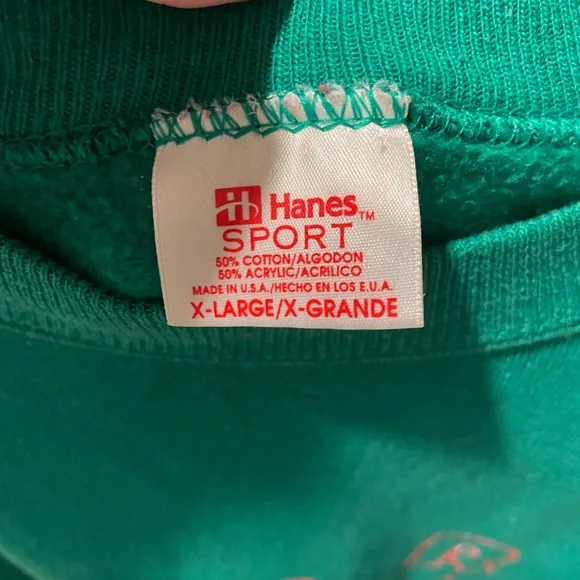 H Hanes™
SPORT
50% COTTON/ALGODON
50% ACRYLIC/ACRILICO
MADE IN U.S.A./HECHO EN LOS E.U.A.
X-LARGE/X-GRANDE